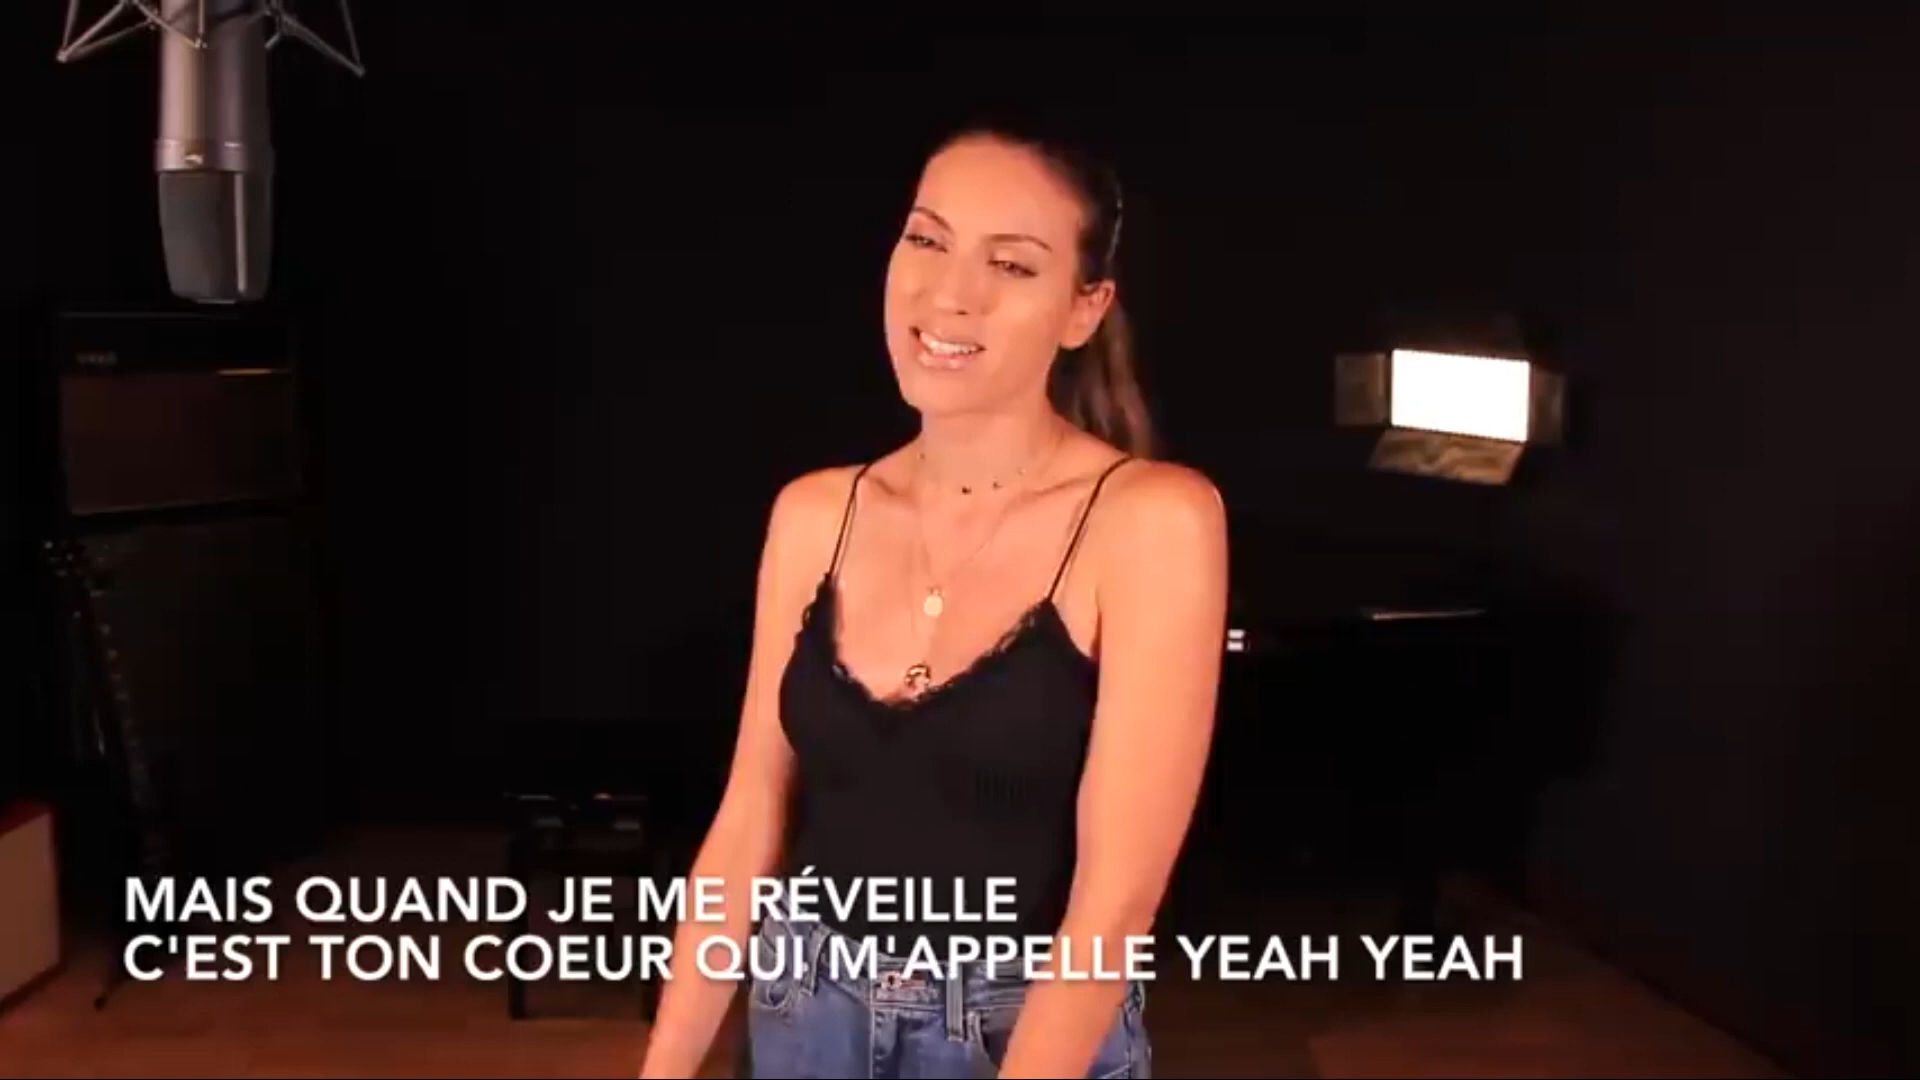 MAIS QUAND JE ME RÉVEILLE
C'EST TON COEUR QUI M'APPELLE YEAH YEAH